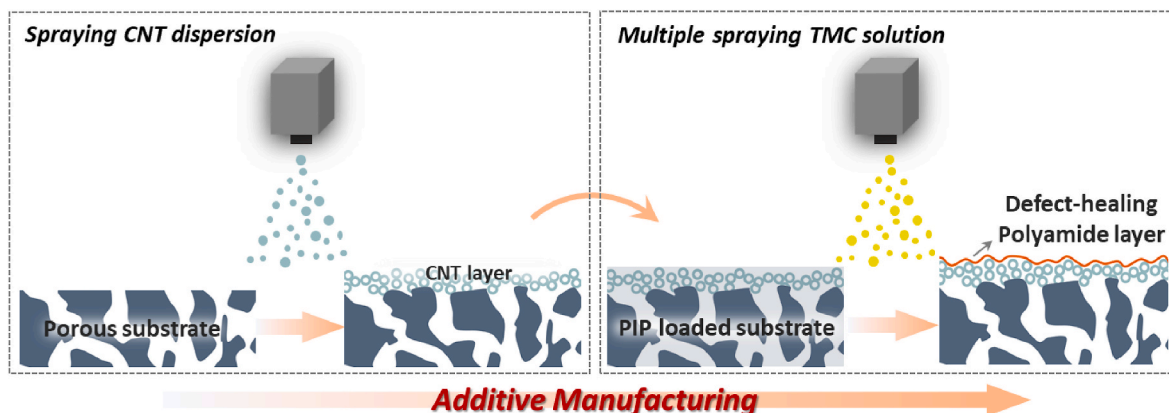 Spraying CNT dispersion
Porous substrate
CNT layer
Multiple spraying TMC solution
PIP loaded substrate
Defect-healing
Polyamide layer
Additive Manufacturing